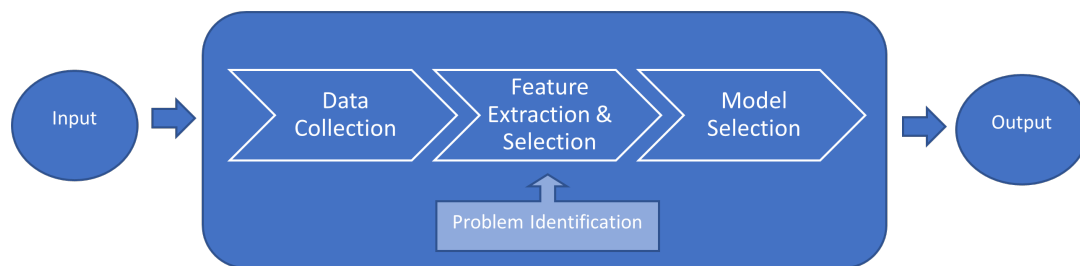 Input
Data
Collection
Feature
Extraction &
Selection
Model
Selection
Output
Problem Identification